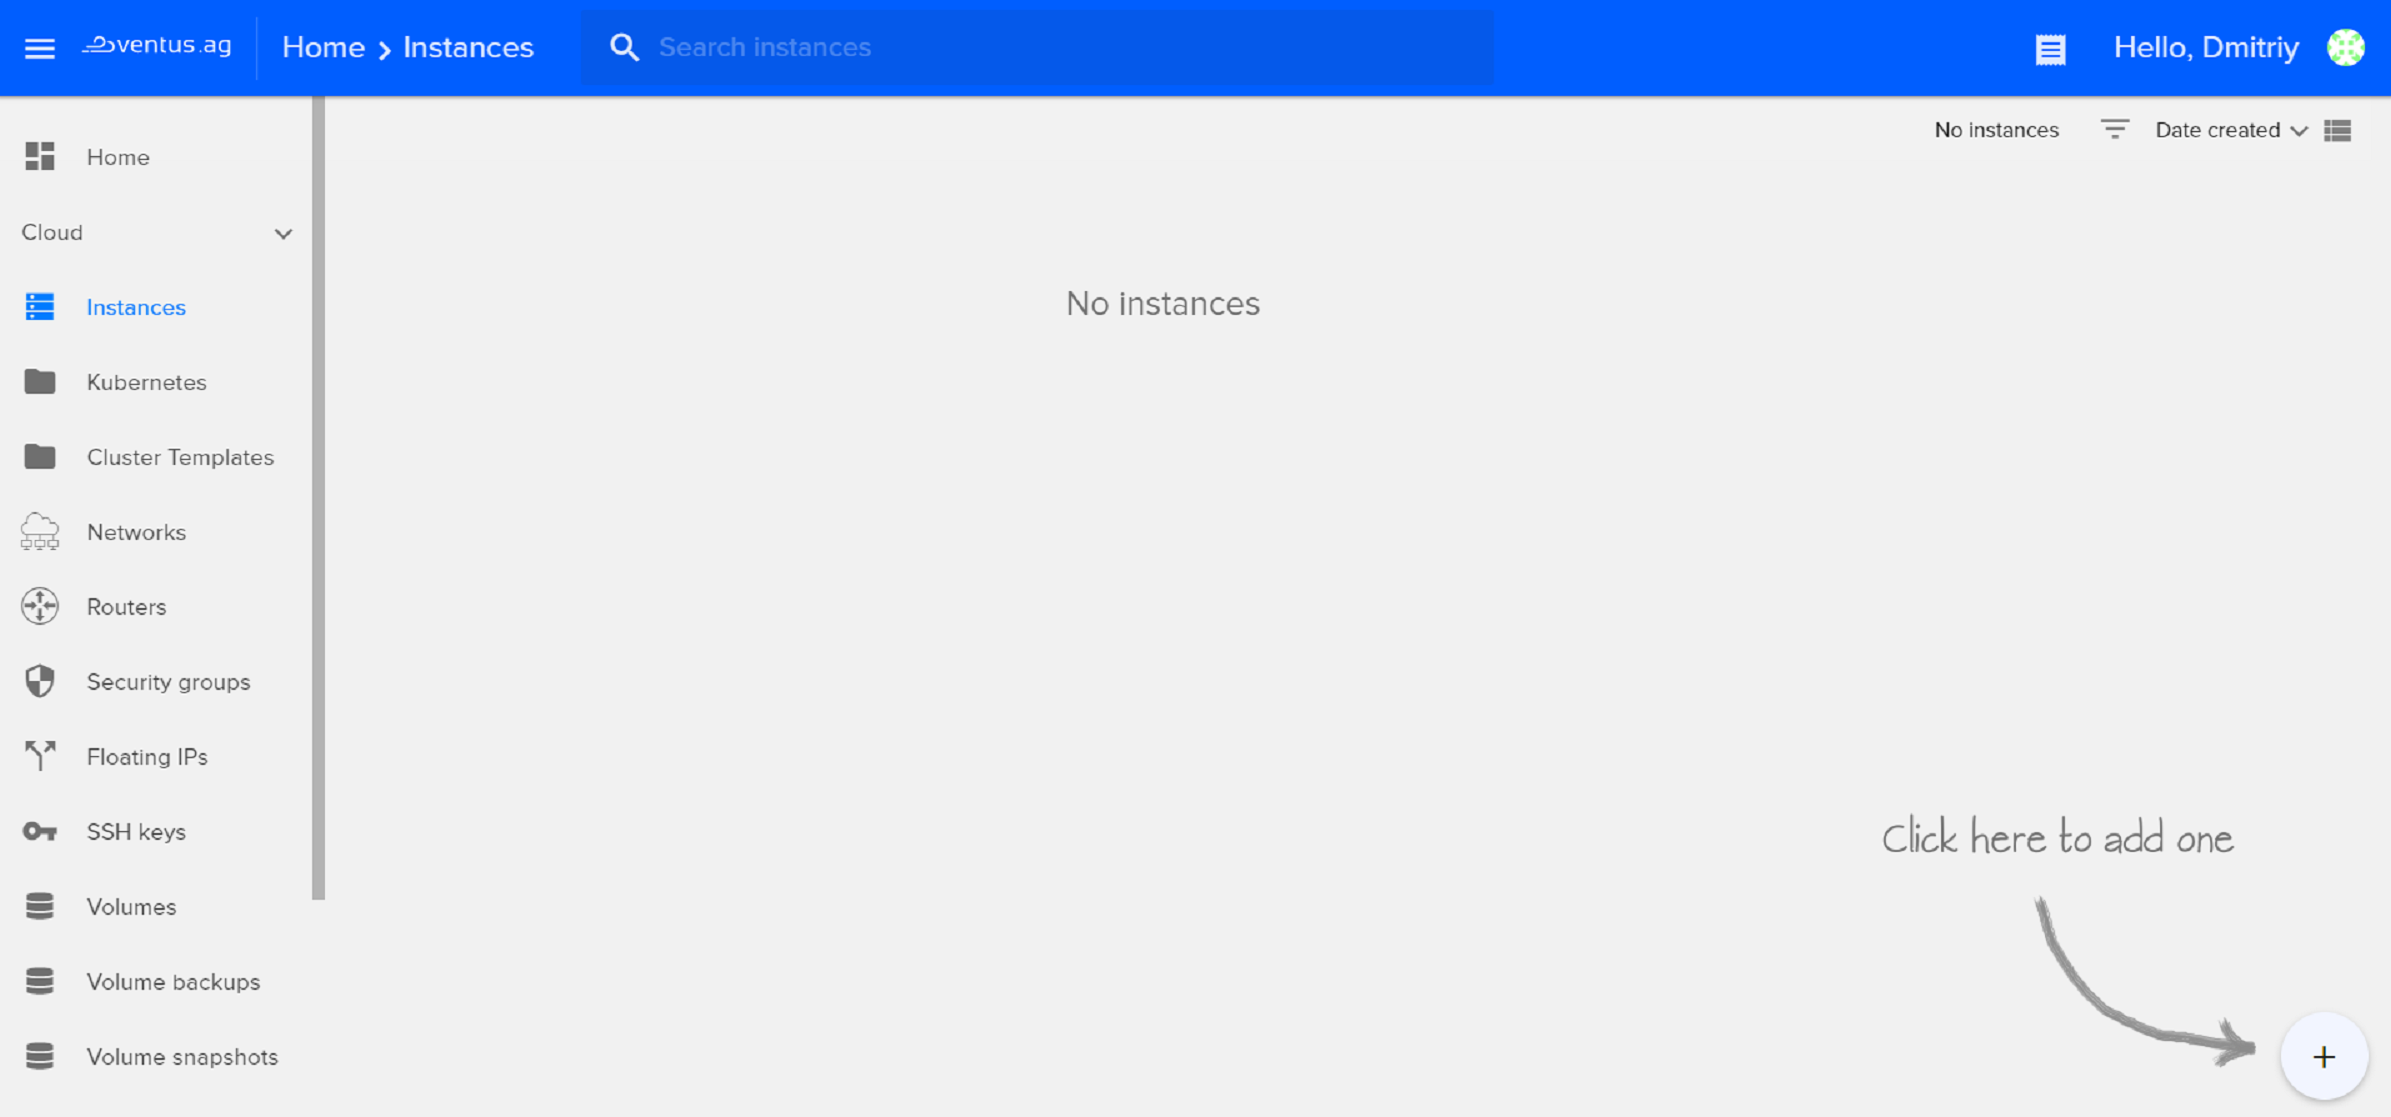 ventus.ag
Home > Instances
Search instances
Hello, Dmitriy
No instances
Date created
Home
Cloud
Instances
Kubernetes
Cluster Templates
Networks
Routers
Security groups
Floating IPs
SSH keys
Volumes
Volume backups
Volume snapshots
No instances
Click here to add one
+